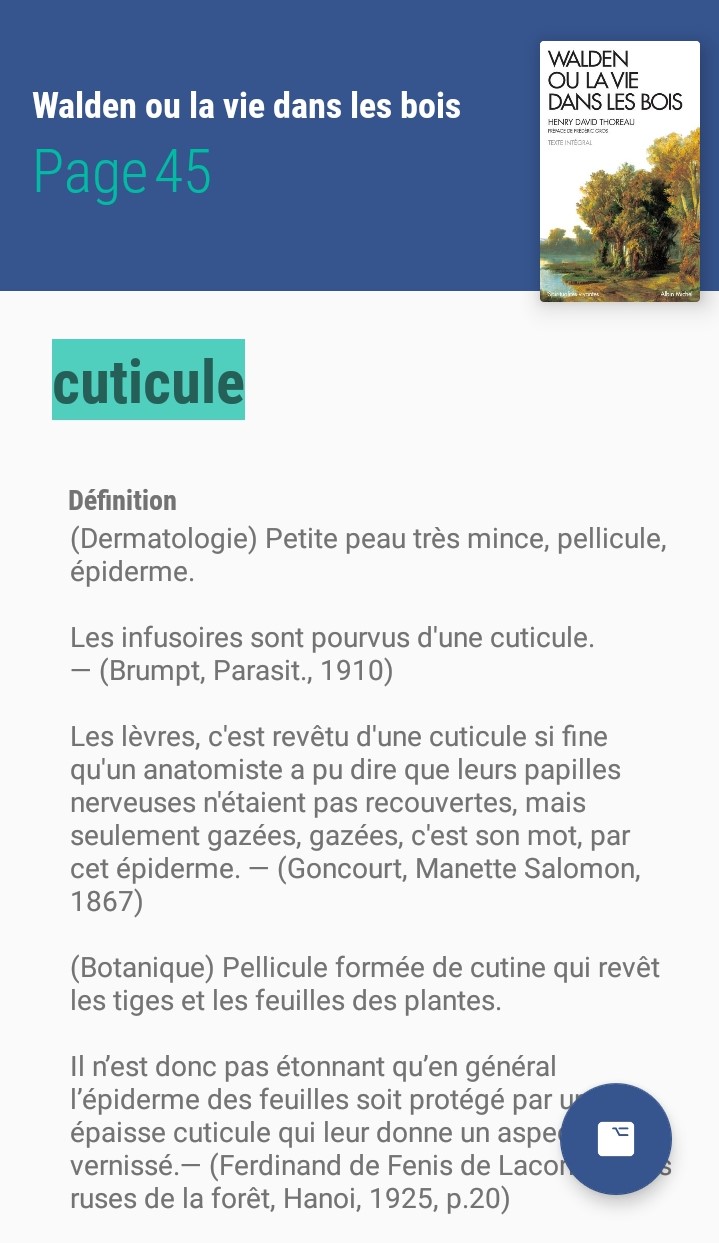 Walden ou la vie dans les bois
Page 45
WALDEN
OU LA VIE
DANS LES BOIS
HENRY DAVID THOREAU
PRÉFACE DE FRÉDÉRIC GROS
TEXTE INTÉGRAL
Albin Michel
cuticule
Définition
(Dermatologie) Petite peau très mince, pellicule,
épiderme.
Les infusoires sont pourvus d'une cuticule.
— (Brumpt, Parasit., 1910)
Les lèvres, c'est revêtu d'une cuticule si fine
qu'un anatomiste a pu dire que leurs papilles
nerveuses n'étaient pas recouvertes, mais
seulement gazées, gazées, c'est son mot, par
cet épiderme. — (Goncourt, Manette Salomon,
1867)
(Botanique) Pellicule formée de cutine qui revêt
les tiges et les feuilles des plantes.
Il n’est donc pas étonnant qu’en général
l’épiderme des feuilles soit protégé par
épaisse cuticule qui leur donne un
vernissé.— (Ferdinand de Fenis de
ruses de la forêt, Hanoi, 1925, p.20)